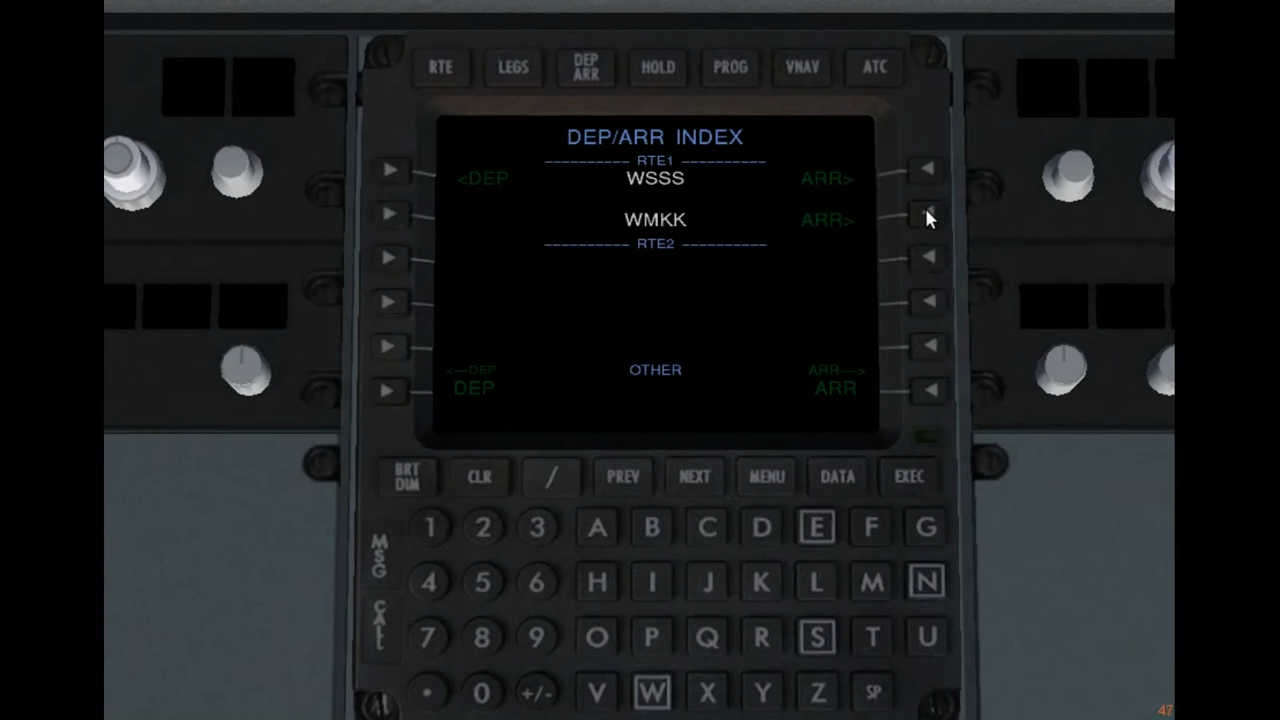 RTE LEGS DEP ARR HOLD PROG VNAV ATC
DEP/ARR INDEX
---------- RTE1 ----------
<DEP WSSS ARR>
WMKK ARR>
---------- RTE2 ----------
<—DEP OTHER ARR—>
DEP ARR
BRT DIM CLR / PREV NEXT MENU DATA EXEC
MSG
1 2 3 A B C D E F G
4 5 6 H I J K L M N
7 8 9 O P Q R S T U
• 0 +/- V W X Y Z SP
47